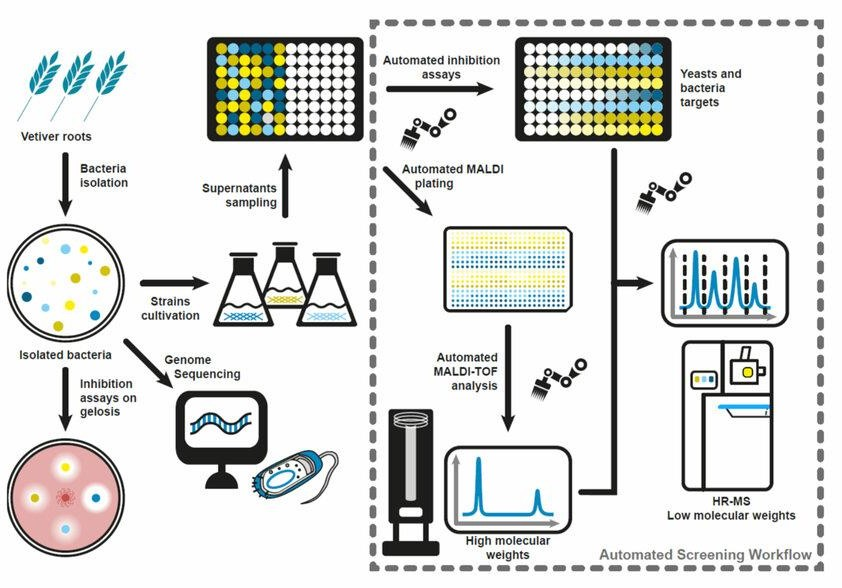 Vetiver roots
Bacteria
isolation
Isolated bacteria
Inhibition
assays on
gelosis
Genome
Sequencing
Strains
cultivation
Supernatants
sampling
Automated inhibition
assays
Yeasts and
bacteria
targets
Automated MALDI
plating
Automated
MALDI-TOF
analysis
High molecular
weights
HR-MS
Low molecular weights
Automated Screening Workflow